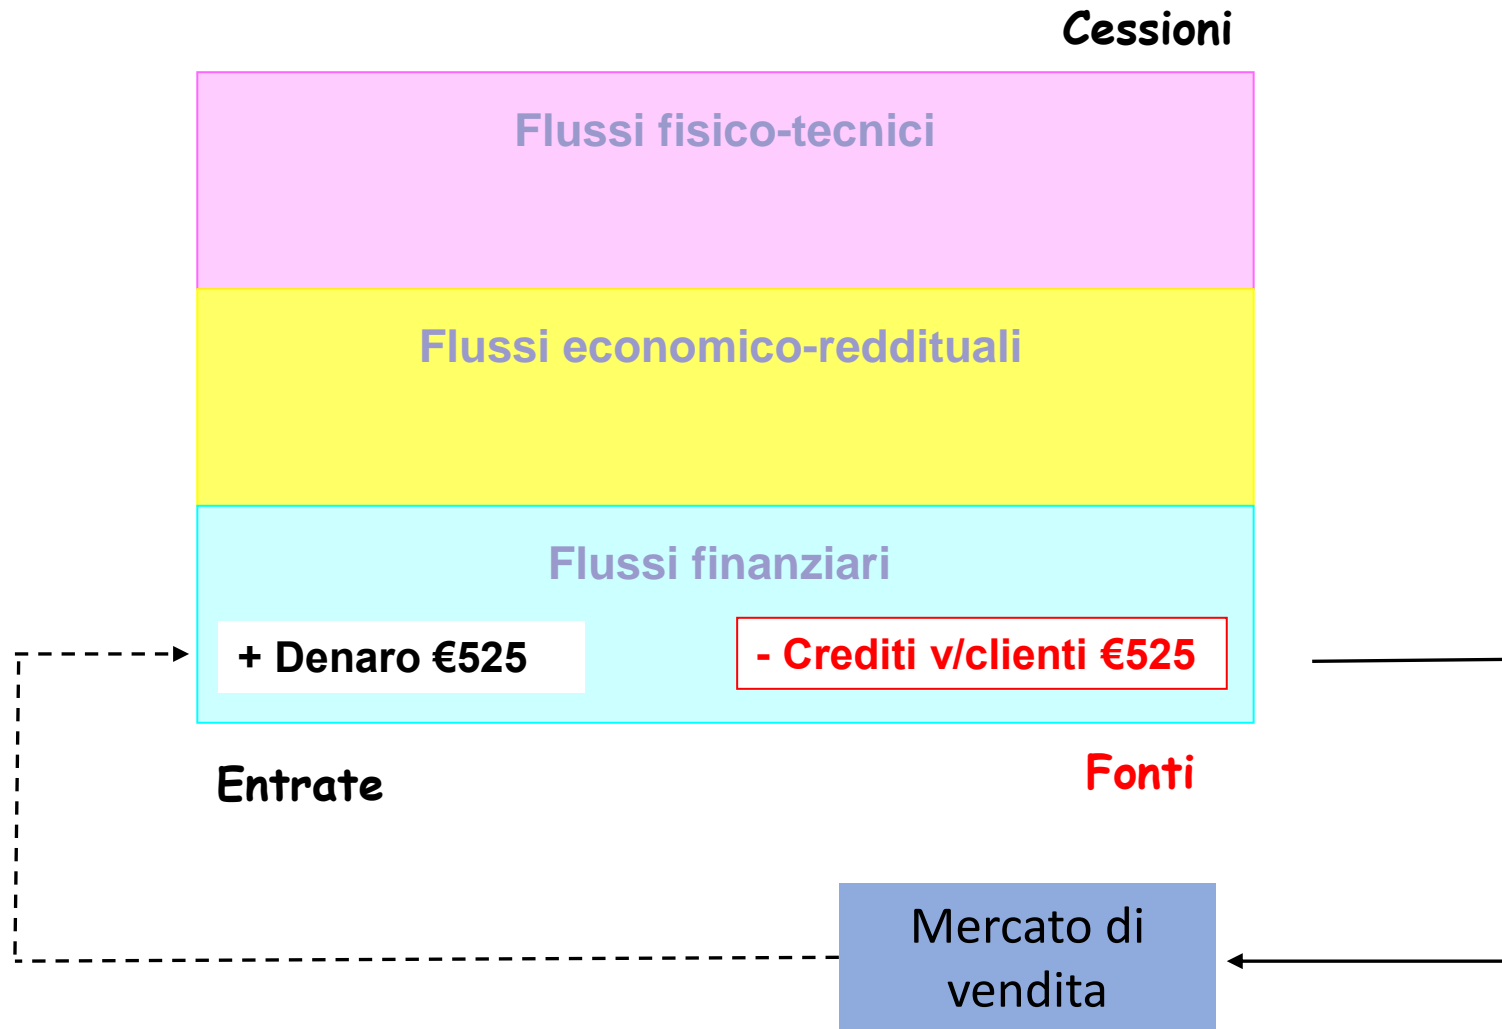 Cessioni
Flussi fisico-tecnici
Flussi economico-reddituali
Flussi finanziari
+ Denaro €525
- Crediti v/clienti €525
Entrate
Fonti
Mercato di
vendita